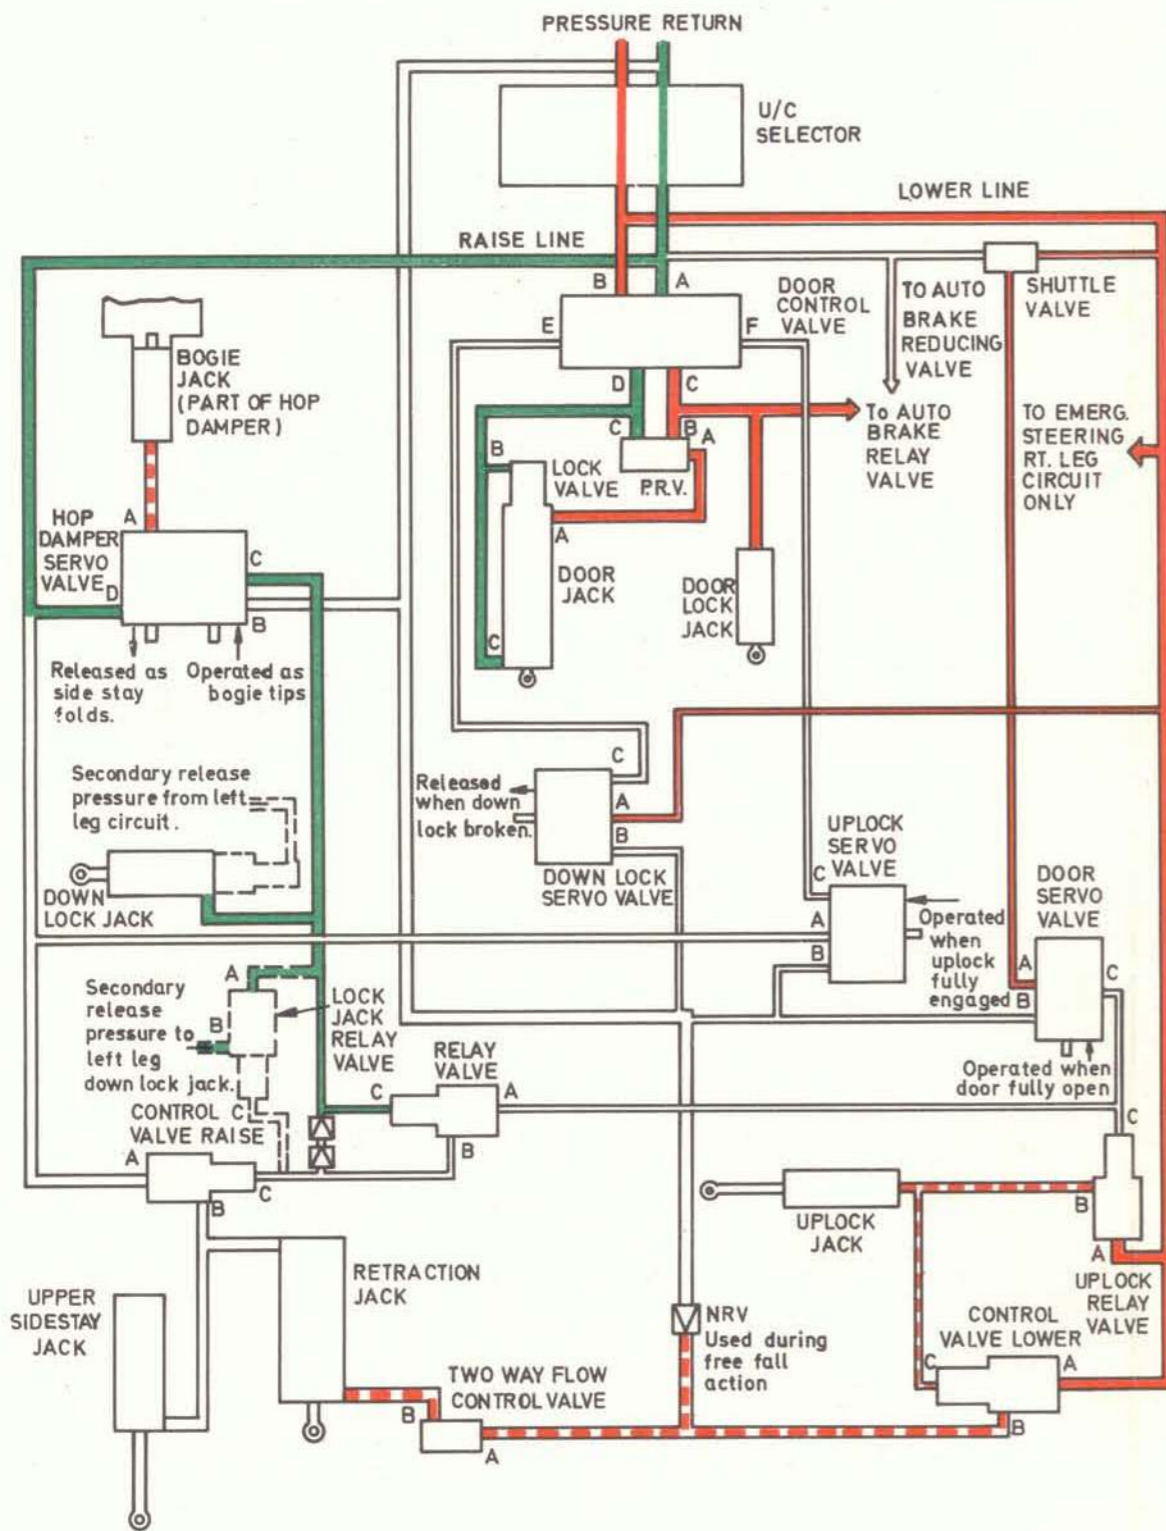 PRESSURE RETURN
U/C
SELECTOR
LOWER LINE
RAISE LINE
B
A
DOOR
CONTROL
VALVE
TO AUTO
BRAKE
REDUCING
VALVE
SHUTTLE
VALVE
E
F
BOGIE
JACK
(PART OF HOP
DAMPER)
D
C
C
B
A
B
LOCK
VALVE
P.R.V.
To AUTO
BRAKE
RELAY
VALVE
TO EMERG.
STEERING
RT. LEG
CIRCUIT
ONLY
A
HOP
DAMPER
SERVO
VALVE
D
C
B
A
DOOR
JACK
C
DOOR
LOCK
JACK
Released as
side stay
folds.
Operated as
bogie tips
Secondary release
pressure from left
leg circuit.
Released
when down
lock broken.
C
A
B
DOWN LOCK
SERVO VALVE
UPLOCK
SERVO
VALVE
C
A
B
Operated
when
uplock
fully
engaged
DOOR
SERVO
VALVE
A
B
C
Operated when
door fully open
DOWN
LOCK JACK
A
Secondary
release
pressure to
left leg
down lock jack.
B
LOCK
JACK
RELAY
VALVE
RELAY
VALVE
C
A
B
CONTROL
VALVE RAISE
C
A
B
C
C
B
A
UPLOCK
RELAY
VALVE
UPLOCK
JACK
RETRACTION
JACK
UPPER
SIDESTAY
JACK
NRV
Used during
free fall
action
CONTROL
VALVE LOWER
C
A
B
TWO WAY FLOW
CONTROL VALVE
B
A